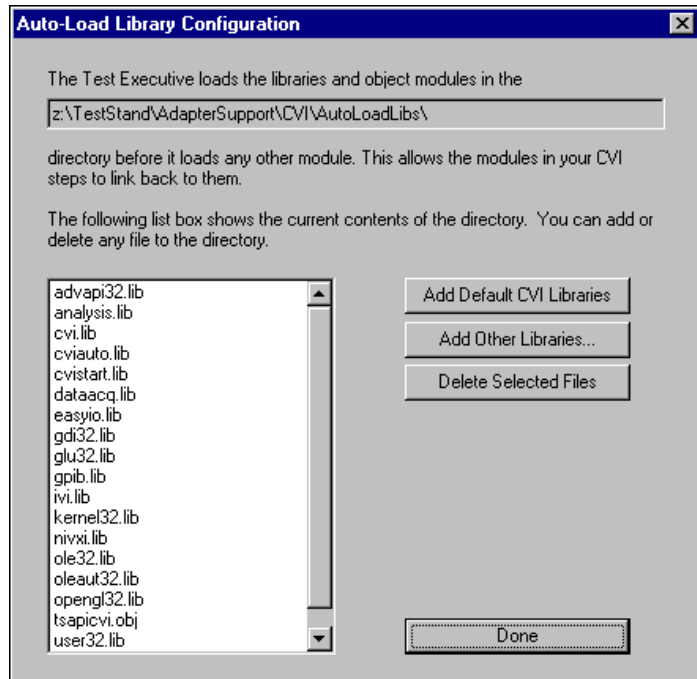 Auto-Load Library Configuration
The Test Executive loads the libraries and object modules in the
z:\TestStand\AdapterSupport\CVI\AutoLoadLibs\
directory before it loads any other module. This allows the modules in your CVI
steps to link back to them.
The following list box shows the current contents of the directory.  You can add or
delete any file to the directory.
advapi32.lib
analysis.lib
cvi.lib
cviauto.lib
cvistart.lib
dataacq.lib
easyio.lib
gdi32.lib
glu32.lib
gpib.lib
ivi.lib
kernel32.lib
nivxi.lib
ole32.lib
oleaut32.lib
opengl32.lib
tsapicvi.obj
user32.lib
Add Default CVI Libraries
Add Other Libraries...
Delete Selected Files
Done